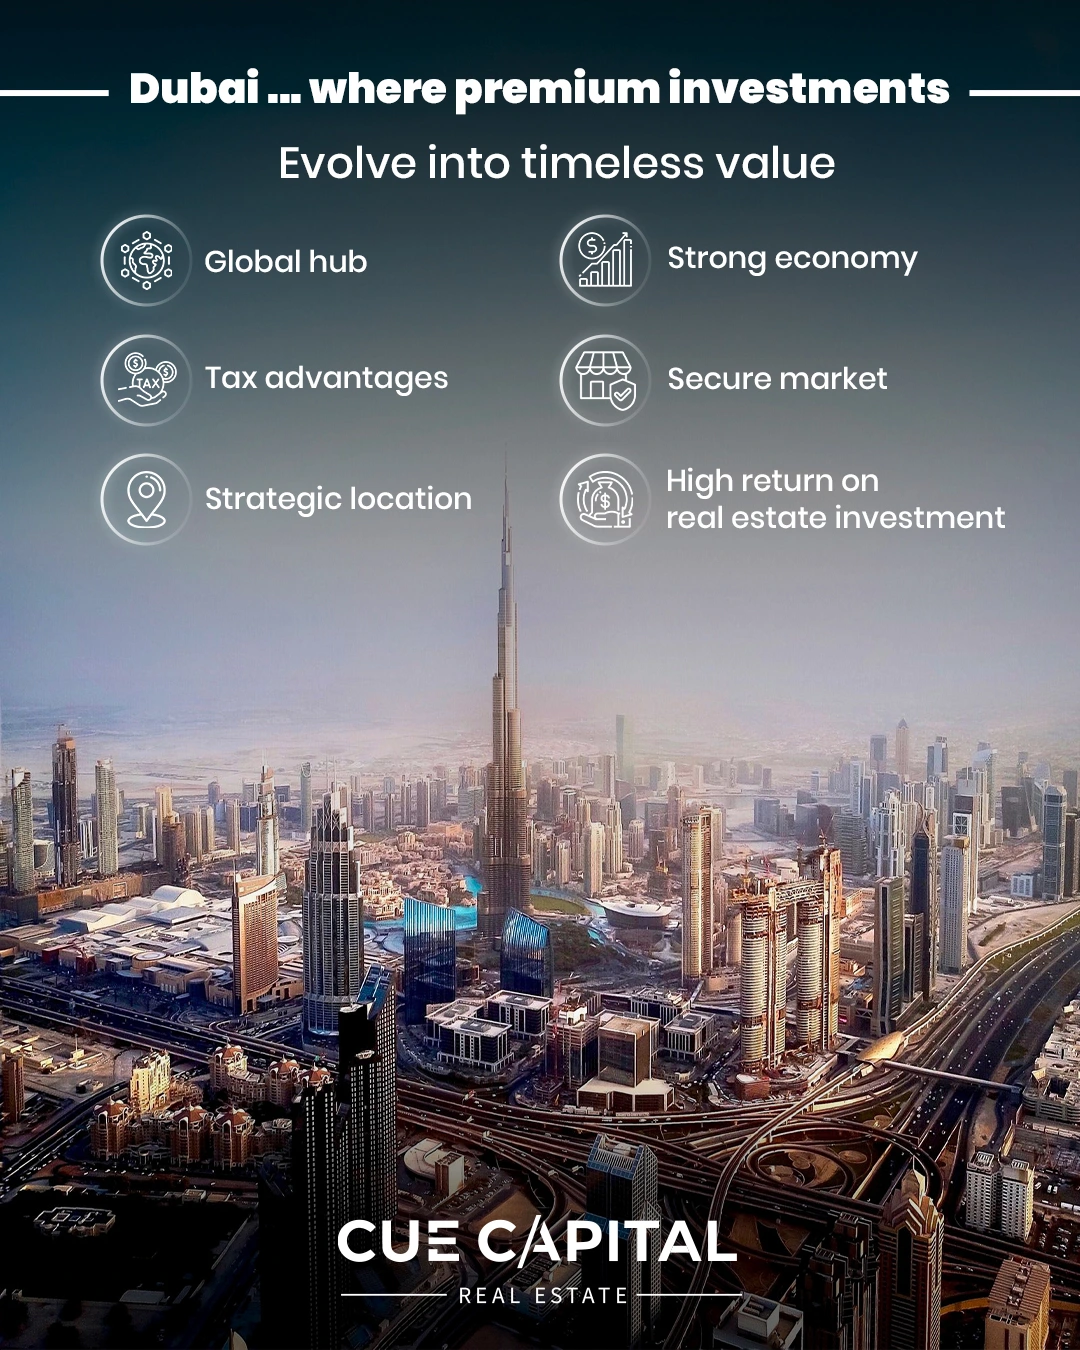 Dubai ... where premium investments
Evolve into timeless value
Global hub
Strong economy
TAX
Tax advantages
Secure market
Strategic location
High return on
real estate investment
CUE CAPITAL
REAL ESTATE